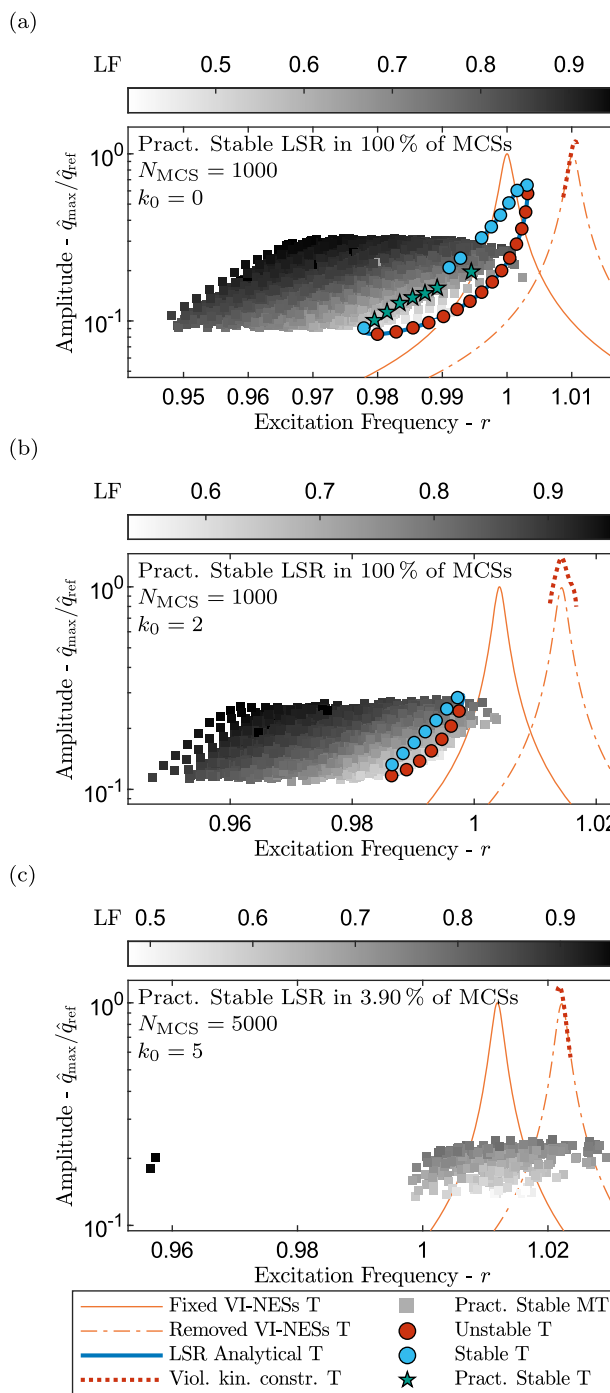 (a)
LF 0.5 0.6 0.7 0.8 0.9
Pract. Stable LSR in 100 % of MCSs
N_MCS = 1000
k_0 = 0
10^0
10^-1
Amplitude - q̂_max/q̂_ref
0.95 0.96 0.97 0.98 0.99 1 1.01
Excitation Frequency - r
(b)
LF 0.6 0.7 0.8 0.9
Pract. Stable LSR in 100 % of MCSs
N_MCS = 1000
k_0 = 2
10^0
10^-1
Amplitude - q̂_max/q̂_ref
0.96 0.98 1 1.02
Excitation Frequency - r
(c)
LF 0.5 0.6 0.7 0.8 0.9
Pract. Stable LSR in 3.90 % of MCSs
N_MCS = 5000
k_0 = 5
10^0
10^-1
Amplitude - q̂_max/q̂_ref
0.96 0.98 1 1.02
Excitation Frequency - r
Fixed VI-NESs T
Removed VI-NESs T
LSR Analytical T
Viol. kin. constr. T
Pract. Stable MT
Unstable T
Stable T
Pract. Stable T